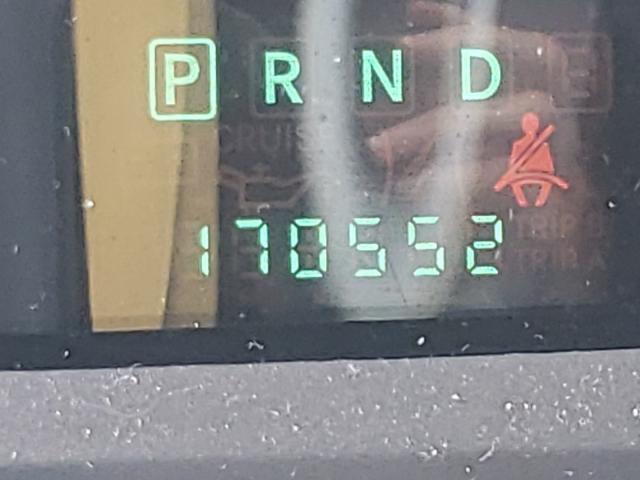 P R N D
CRUISE
170552
TRIP B
TRIP A